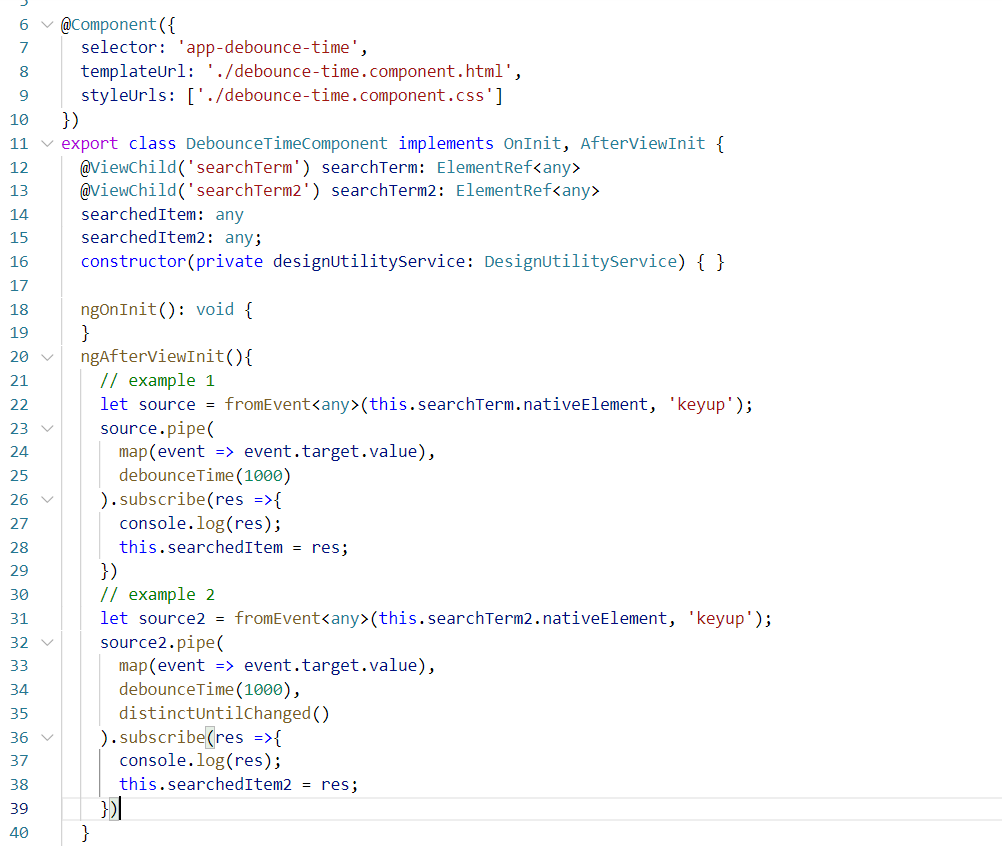 5
6 @Component({
7   selector: 'app-debounce-time',
8   templateUrl: './debounce-time.component.html',
9   styleUrls: ['./debounce-time.component.css']
10 })
11 export class DebounceTimeComponent implements OnInit, AfterViewInit {
12   @ViewChild('searchTerm') searchTerm: ElementRef<any>
13   @ViewChild('searchTerm2') searchTerm2: ElementRef<any>
14   searchedItem: any
15   searchedItem2: any;
16   constructor(private designUtilityService: DesignUtilityService) { }
17
18   ngOnInit(): void {
19   }
20   ngAfterViewInit(){
21     // example 1
22     let source = fromEvent<any>(this.searchTerm.nativeElement, 'keyup');
23     source.pipe(
24       map(event => event.target.value),
25       debounceTime(1000)
26     ).subscribe(res =>{
27       console.log(res);
28       this.searchedItem = res;
29     })
30     // example 2
31     let source2 = fromEvent<any>(this.searchTerm2.nativeElement, 'keyup');
32     source2.pipe(
33       map(event => event.target.value),
34       debounceTime(1000),
35       distinctUntilChanged()
36     ).subscribe(res =>{
37       console.log(res);
38       this.searchedItem2 = res;
39     })
40   }